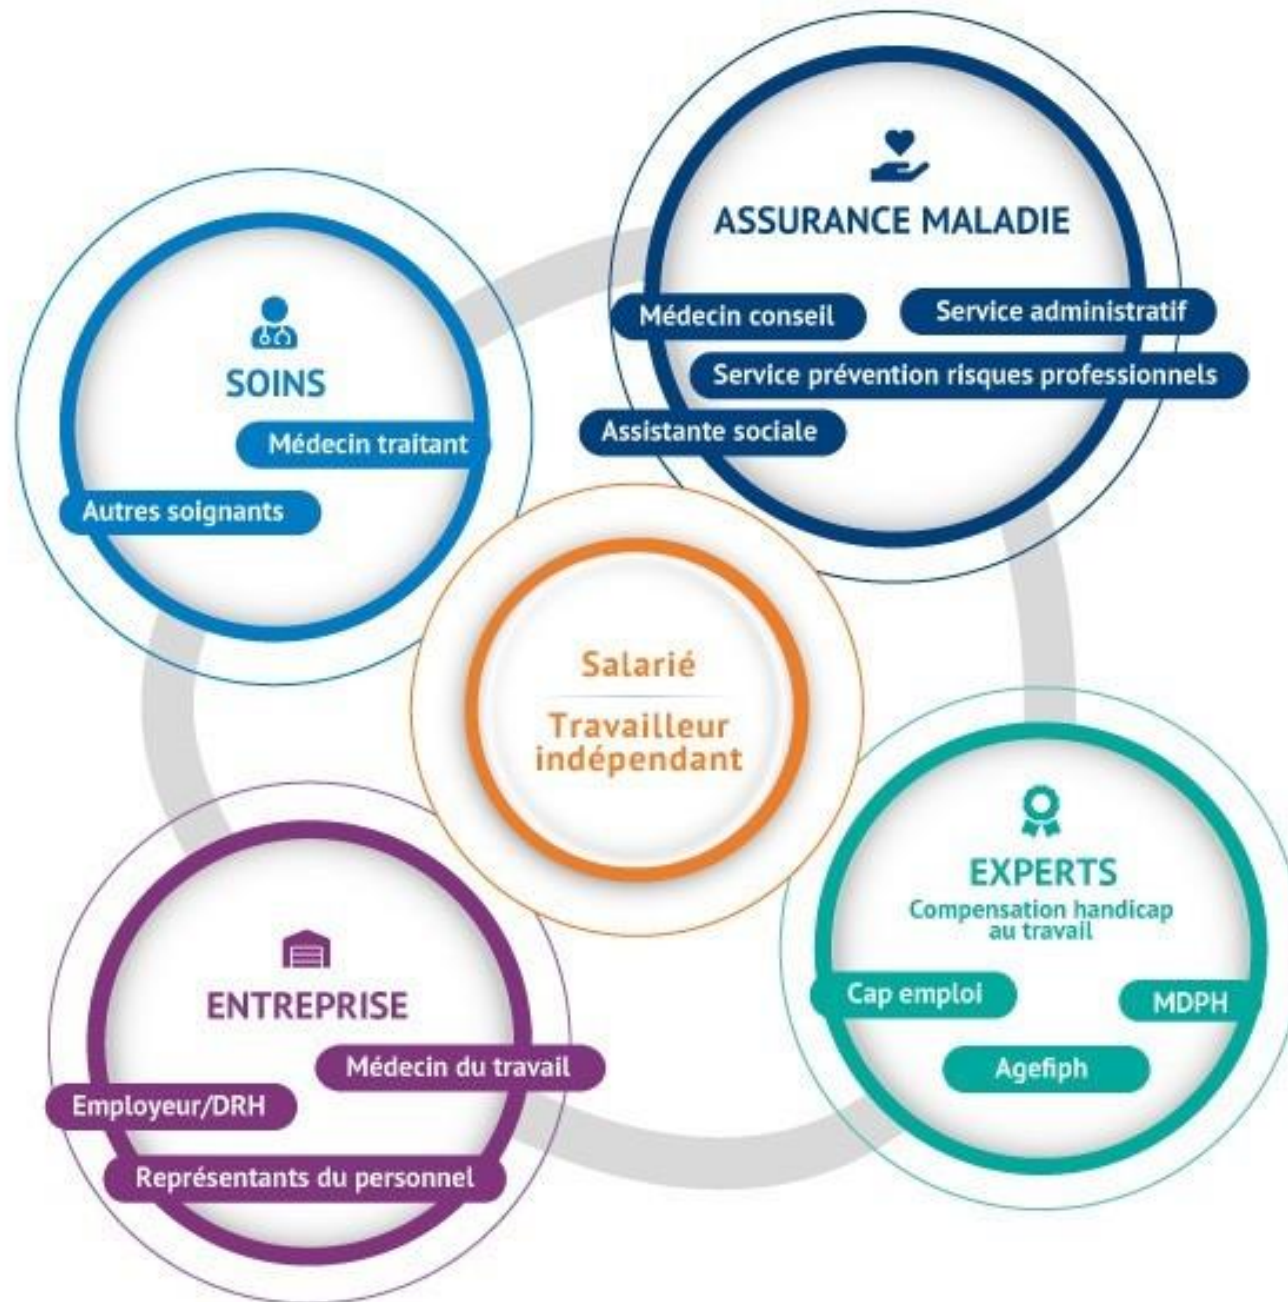 ASSURANCE MALADIE
Médecin conseil
Service administratif
Service prévention risques professionnels
Assistante sociale
SOINS
Médecin traitant
Autres soignants
Salarié
Travailleur
indépendant
EXPERTS
Compensation handicap
au travail
Cap emploi
MDPH
Agefiph
ENTREPRISE
Médecin du travail
Employeur/DRH
Représentants du personnel